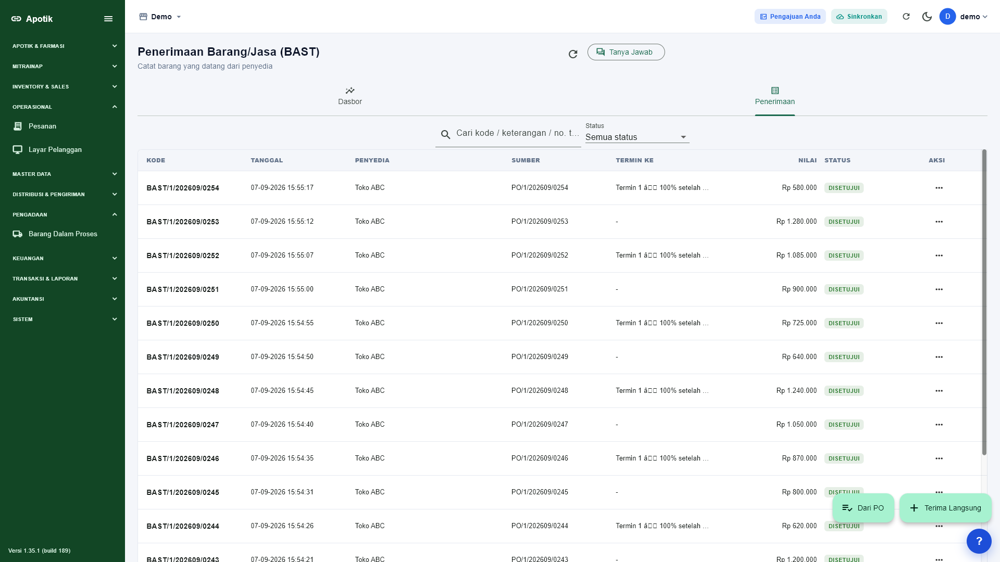 Apotik
Demo
Pengajuan Anda
Sinkronkan
D
demo
APOTIK & FARMASI
MITRAINAP
INVENTORY & SALES
OPERASIONAL
Pesanan
Layar Pelanggan
MASTER DATA
DISTRIBUSI & PENGIRIMAN
PENGADAAN
Barang Dalam Proses
KEUANGAN
TRANSAKSI & LAPORAN
AKUNTANSI
SISTEM
Versi 1.35.1 (build 189)
Penerimaan Barang/Jasa (BAST)
Catat barang yang datang dari penyedia
Tanya Jawab
Dasbor
Penerimaan
Cari kode / keterangan / no. t...
Status
Semua status
KODE TANGGAL PENYEDIA SUMBER TERMIN KE NILAI STATUS AKSI
BAST/1/202609/0254 07-09-2026 15:55:17 Toko ABC PO/1/202609/0254 Termin 1 â□□ 100% setelah ... Rp 580.000 DISETUJUI
BAST/1/202609/0253 07-09-2026 15:55:12 Toko ABC PO/1/202609/0253 - Rp 1.280.000 DISETUJUI
BAST/1/202609/0252 07-09-2026 15:55:07 Toko ABC PO/1/202609/0252 Termin 1 â□□ 100% setelah ... Rp 1.085.000 DISETUJUI
BAST/1/202609/0251 07-09-2026 15:55:00 Toko ABC PO/1/202609/0251 - Rp 900.000 DISETUJUI
BAST/1/202609/0250 07-09-2026 15:54:55 Toko ABC PO/1/202609/0250 Termin 1 â□□ 100% setelah ... Rp 725.000 DISETUJUI
BAST/1/202609/0249 07-09-2026 15:54:50 Toko ABC PO/1/202609/0249 - Rp 640.000 DISETUJUI
BAST/1/202609/0248 07-09-2026 15:54:45 Toko ABC PO/1/202609/0248 Termin 1 â□□ 100% setelah ... Rp 1.240.000 DISETUJUI
BAST/1/202609/0247 07-09-2026 15:54:40 Toko ABC PO/1/202609/0247 - Rp 1.050.000 DISETUJUI
BAST/1/202609/0246 07-09-2026 15:54:35 Toko ABC PO/1/202609/0246 Termin 1 â□□ 100% setelah ... Rp 870.000 DISETUJUI
BAST/1/202609/0245 07-09-2026 15:54:31 Toko ABC PO/1/202609/0245 - Rp 800.000 DISETUJUI
BAST/1/202609/0244 07-09-2026 15:54:26 Toko ABC PO/1/202609/0244 Termin 1 â□□ 100% setelah ... Rp 620.000 DISETUJUI
BAST/1/202609/0243 07-09-2026 15:54:21 Toko ABC PO/1/202609/0243 - Rp 1.200.000 DISETUJUI
Dari PO
Terima Langsung
?